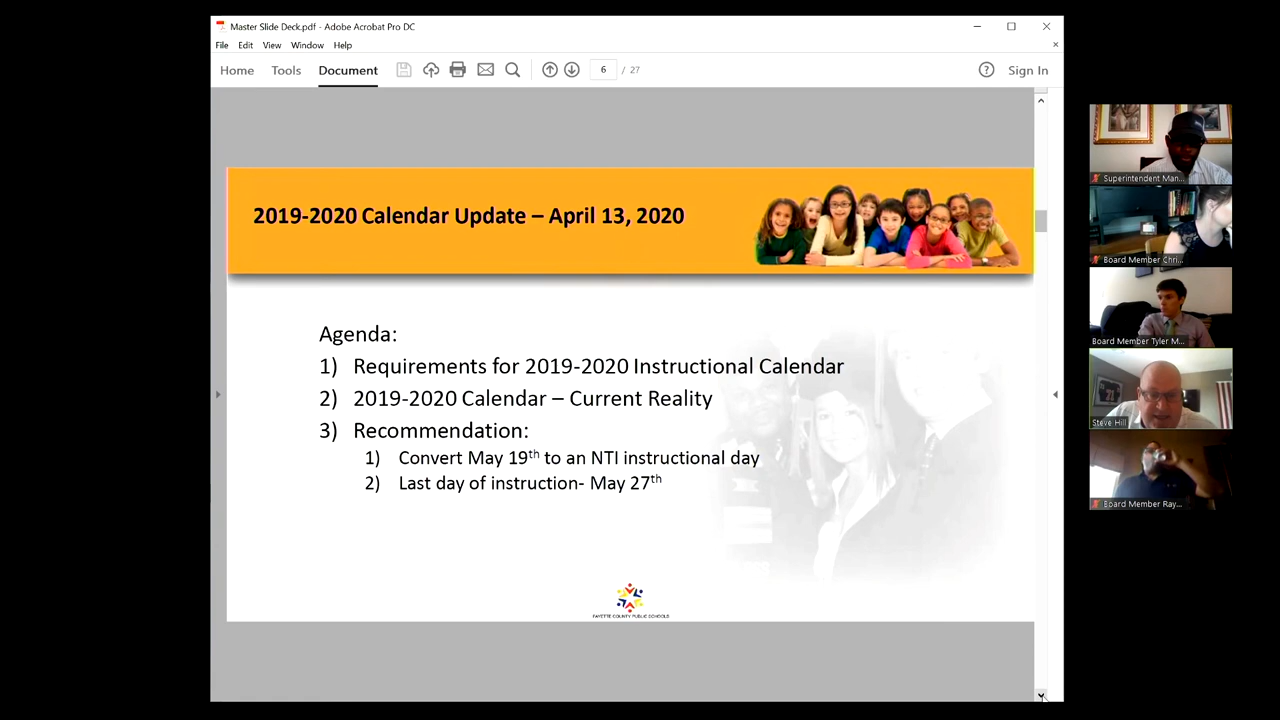 Master Slide Deck.pdf - Adobe Acrobat Pro DC
File Edit View Window Help
Home Tools Document 6 / 27 Sign In
2019-2020 Calendar Update – April 13, 2020
Agenda:
1) Requirements for 2019-2020 Instructional Calendar
2) 2019-2020 Calendar – Current Reality
3) Recommendation:
1) Convert May 19th to an NTI instructional day
2) Last day of instruction- May 27th
FAYETTE COUNTY PUBLIC SCHOOLS
Superintendent Man...
Board Member Chri...
Board Member Tyler M...
Steve Hill
Board Member Ray...